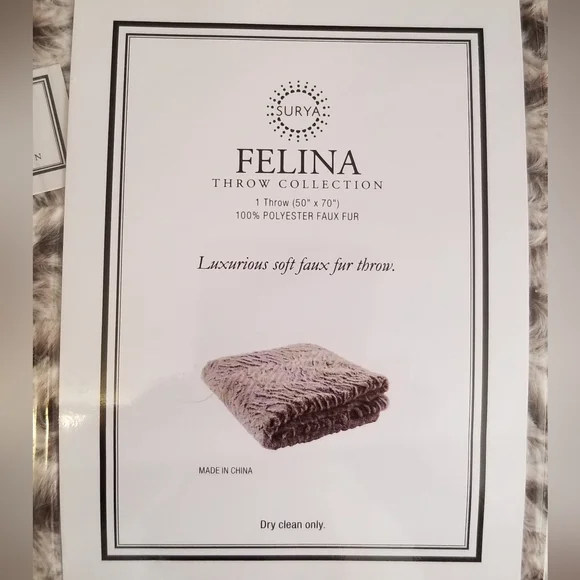 SURYA
FELINA
THROW COLLECTION
1 Throw (50" x 70")
100% POLYESTER FAUX FUR
Luxurious soft faux fur throw.
MADE IN CHINA
Dry clean only.